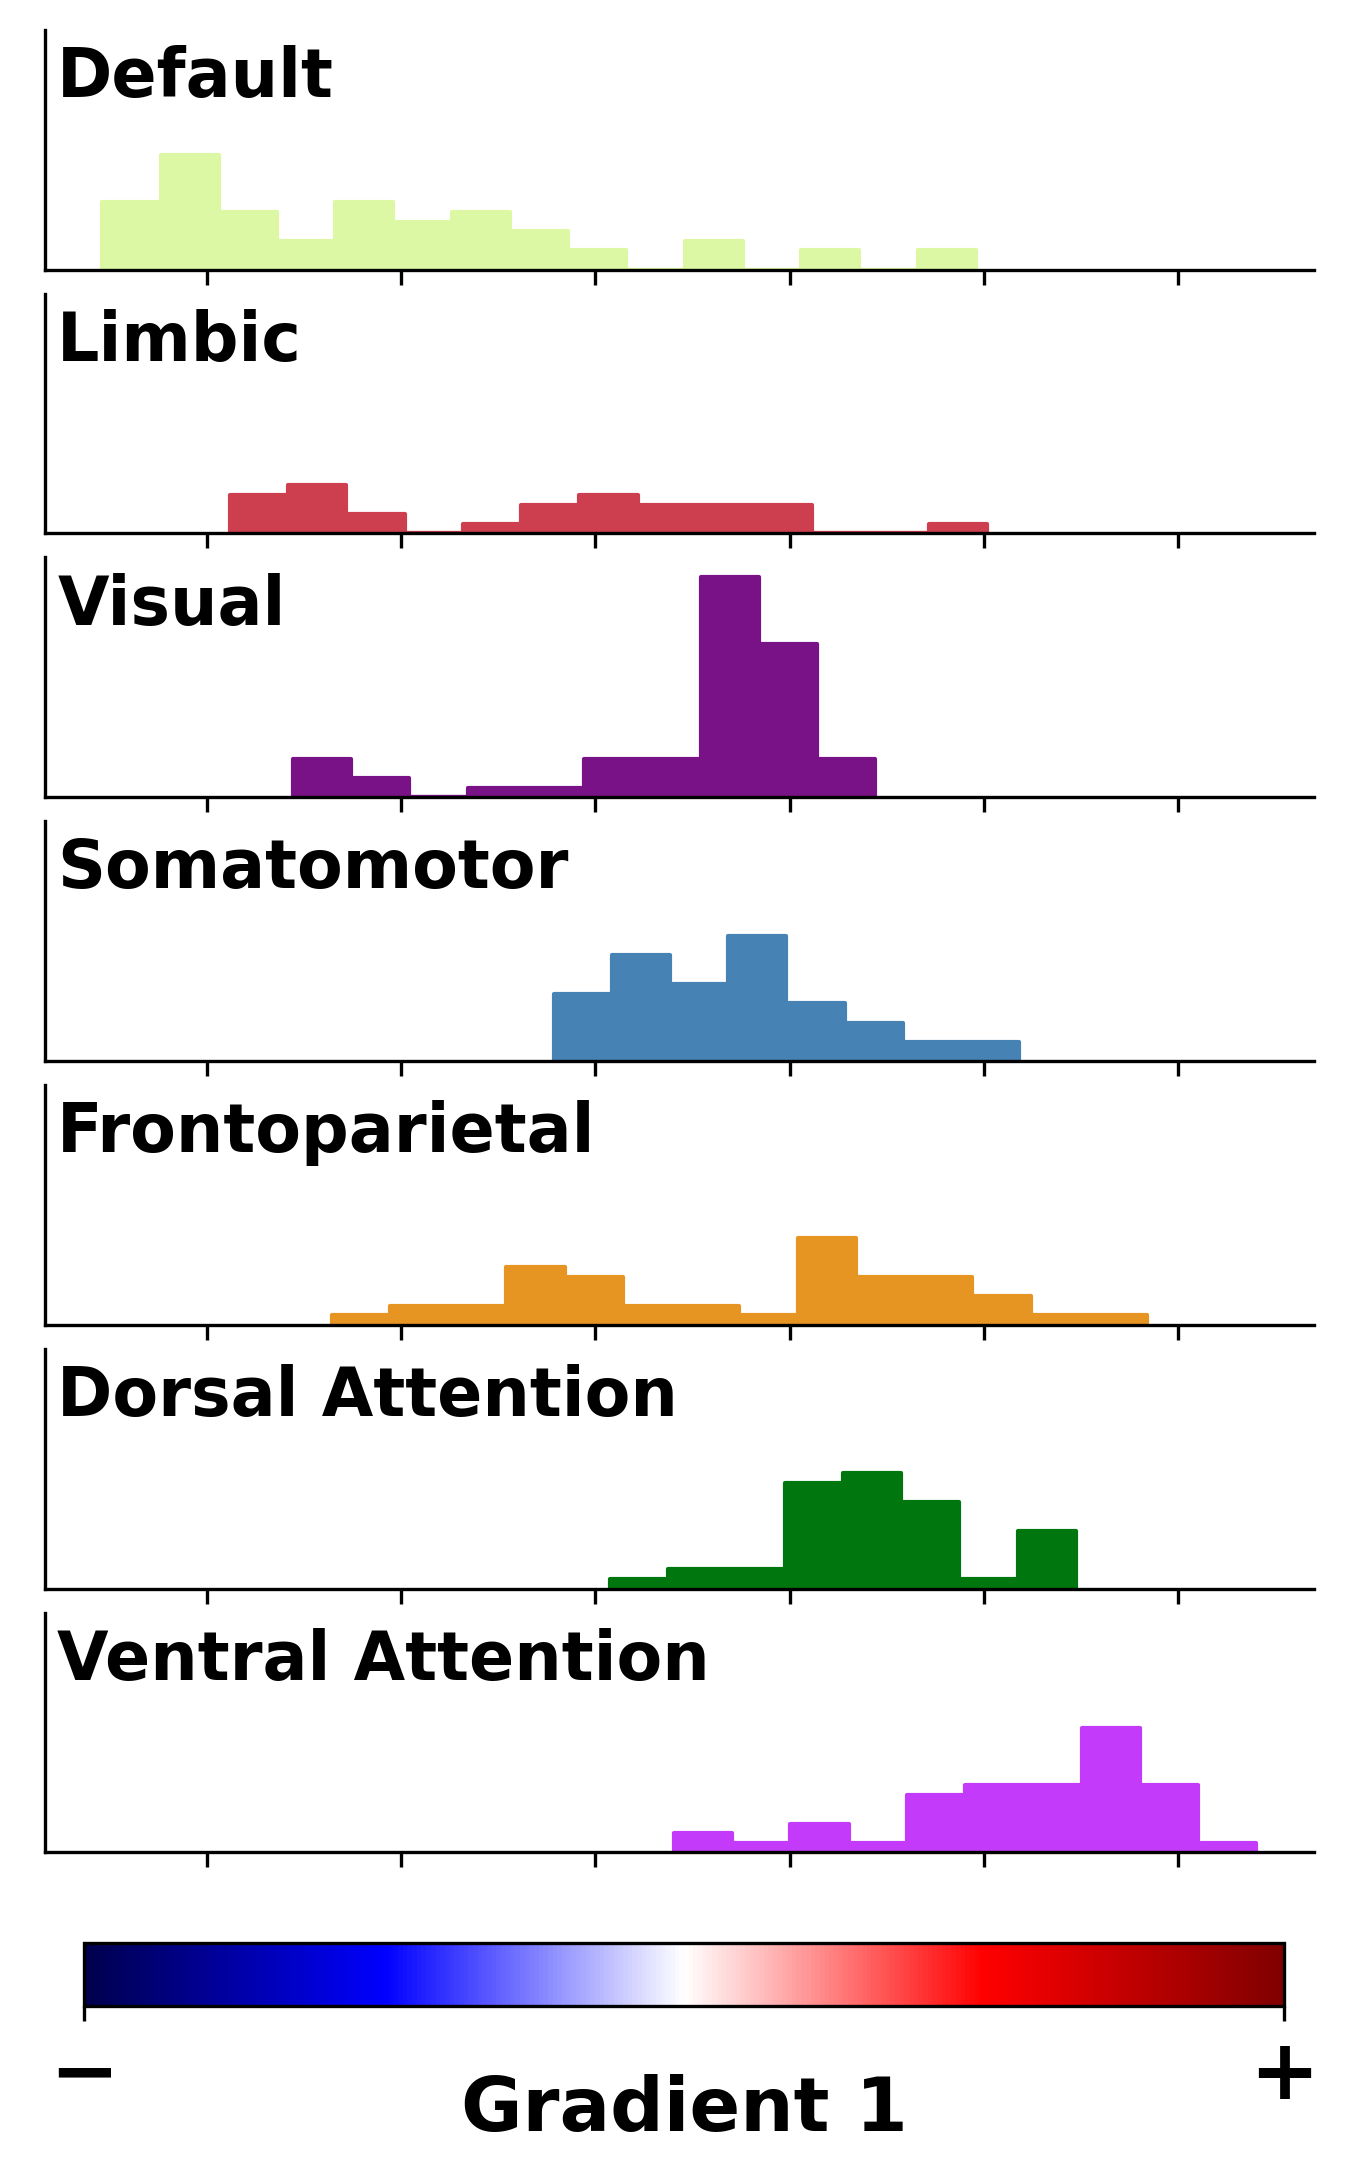 Default
Limbic
Visual
Somatomotor
Frontoparietal
Dorsal Attention
Ventral Attention
− +
Gradient 1